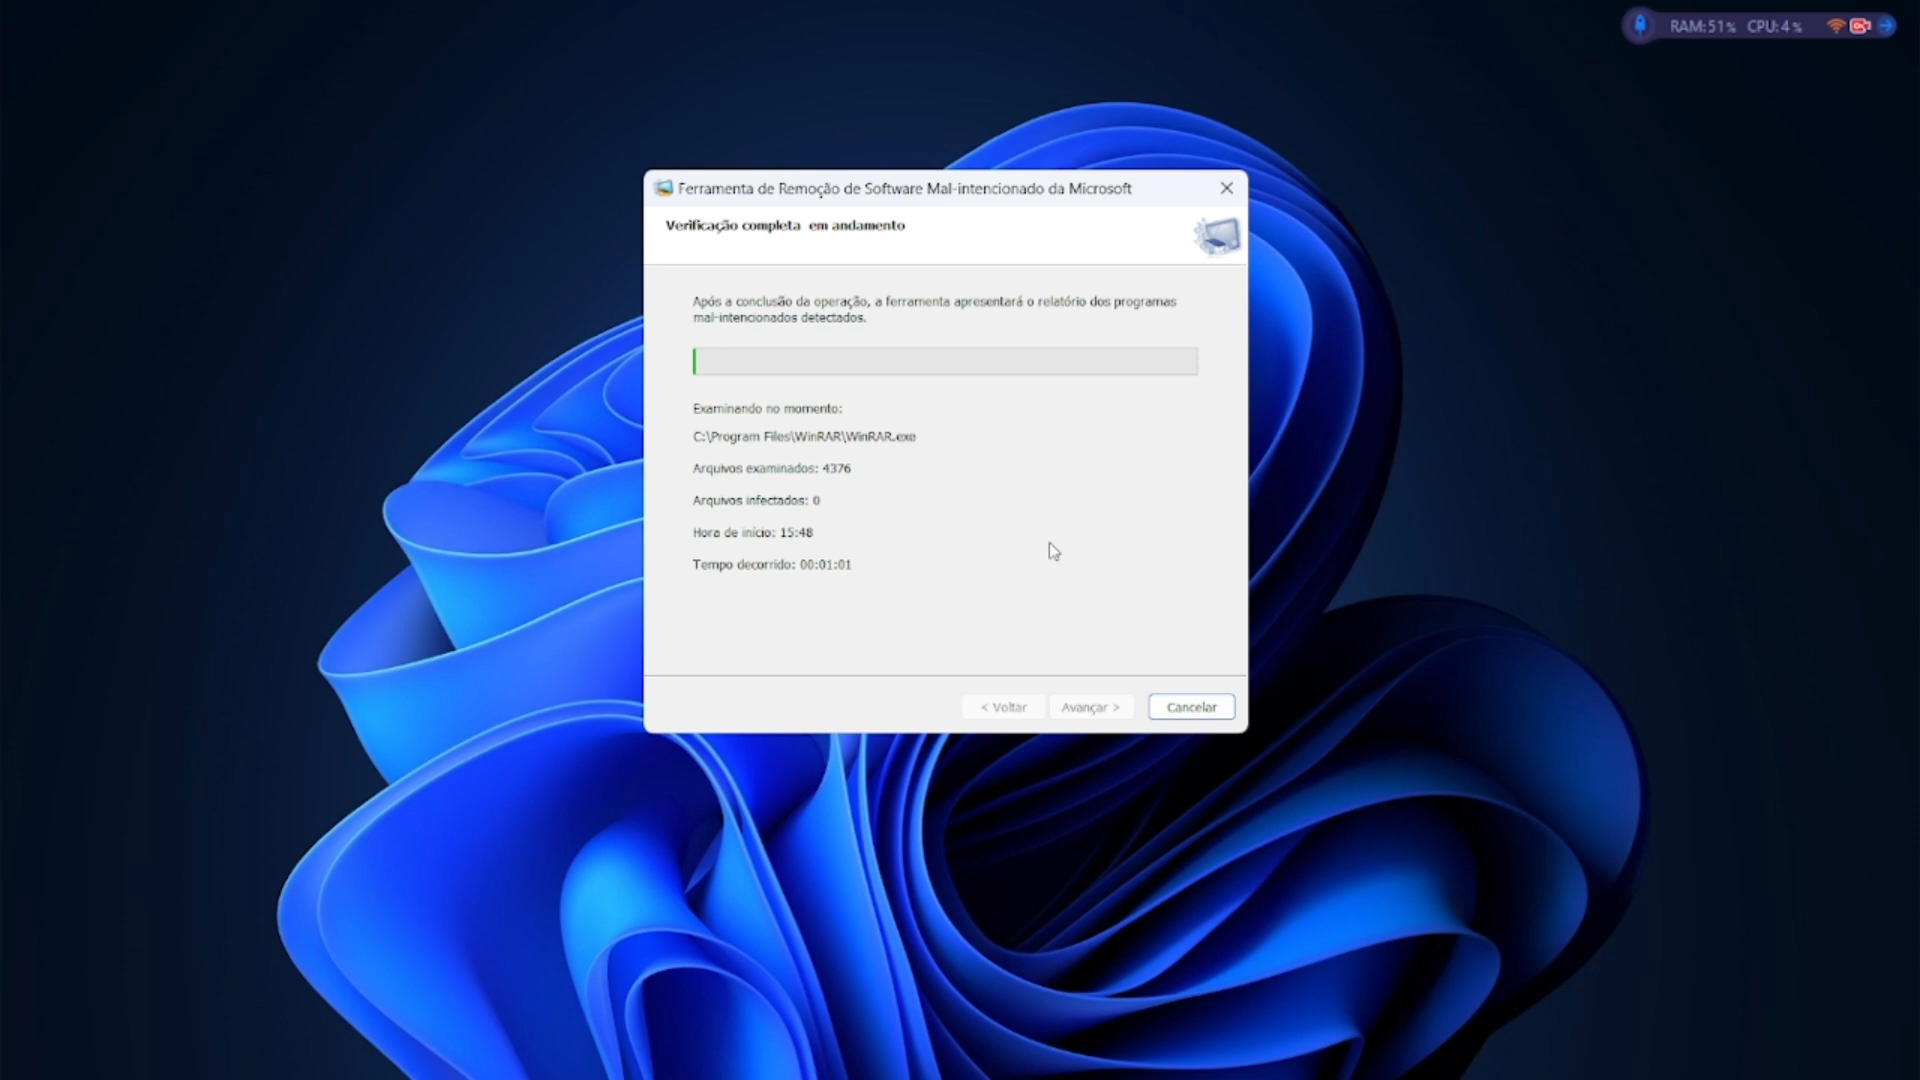 RAM:51% CPU:4%
Ferramenta de Remoção de Software Mal-intencionado da Microsoft
Verificação completa em andamento
Após a conclusão da operação, a ferramenta apresentará o relatório dos programas
mal-intencionados detectados.
Examinando no momento:
C:\Program Files\WinRAR\WinRAR.exe
Arquivos examinados: 4376
Arquivos infectados: 0
Hora de início: 15:48
Tempo decorrido: 00:01:01
< Voltar Avançar > Cancelar